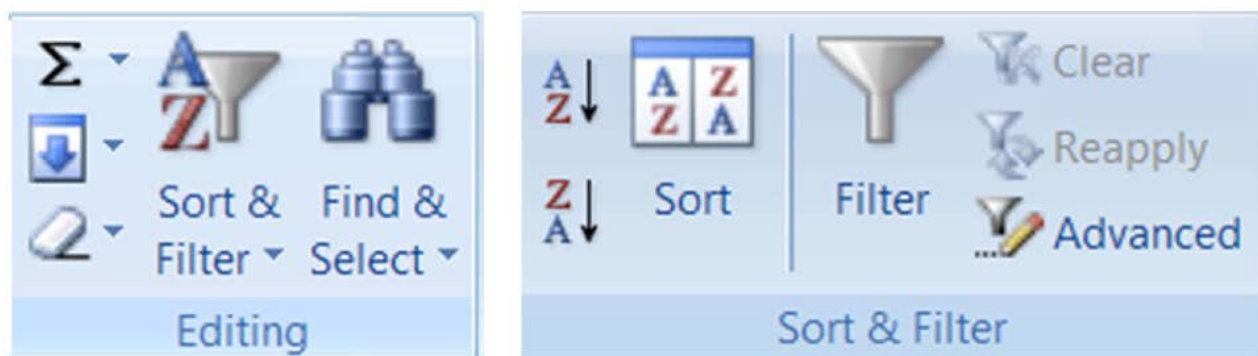 Σ
A
Z
Sort &
Filter
Find &
Select
Editing
A
Z
Z
A
A Z
Z A
Sort
Filter
Clear
Reapply
Advanced
Sort & Filter